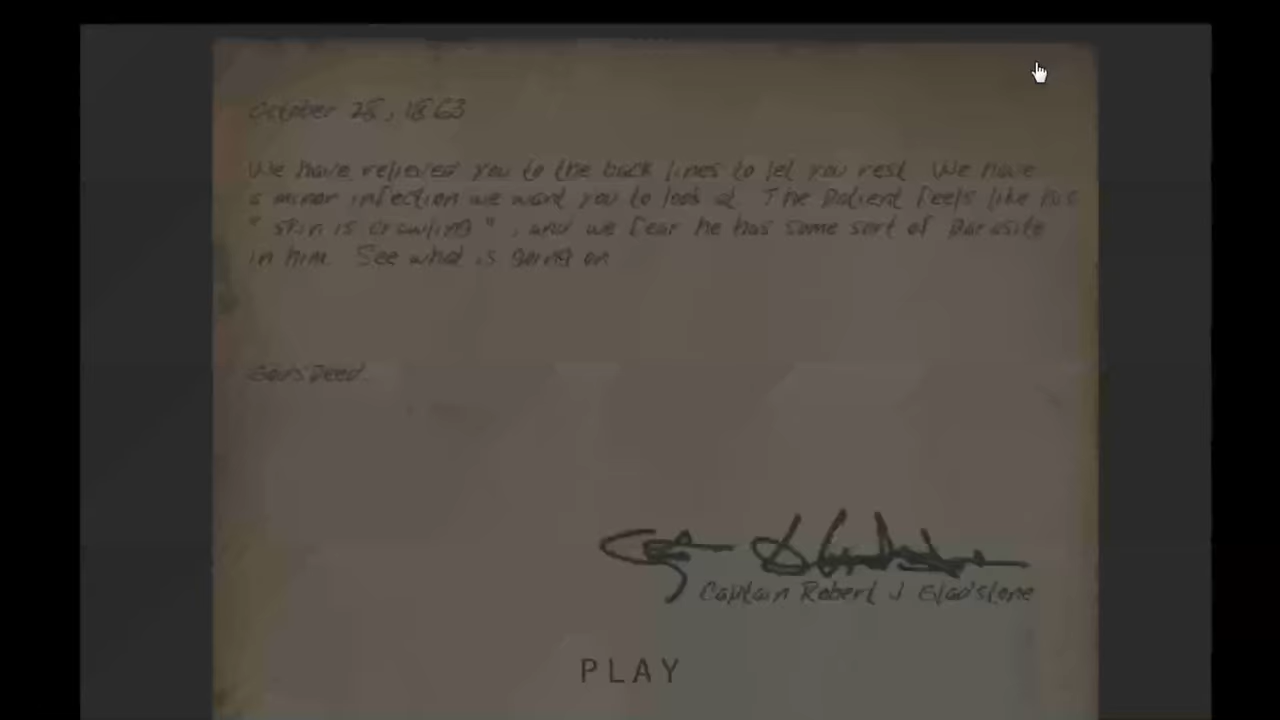 October 28, 1863
We have relieved you to the back lines to let you rest. We have
a minor infection we want you to look at. The Patient feels like his
"skin is crawling", and we fear he has some sort of parasite
in him. See what is going on
Godspeed.
Captain Robert J Gladstone
PLAY